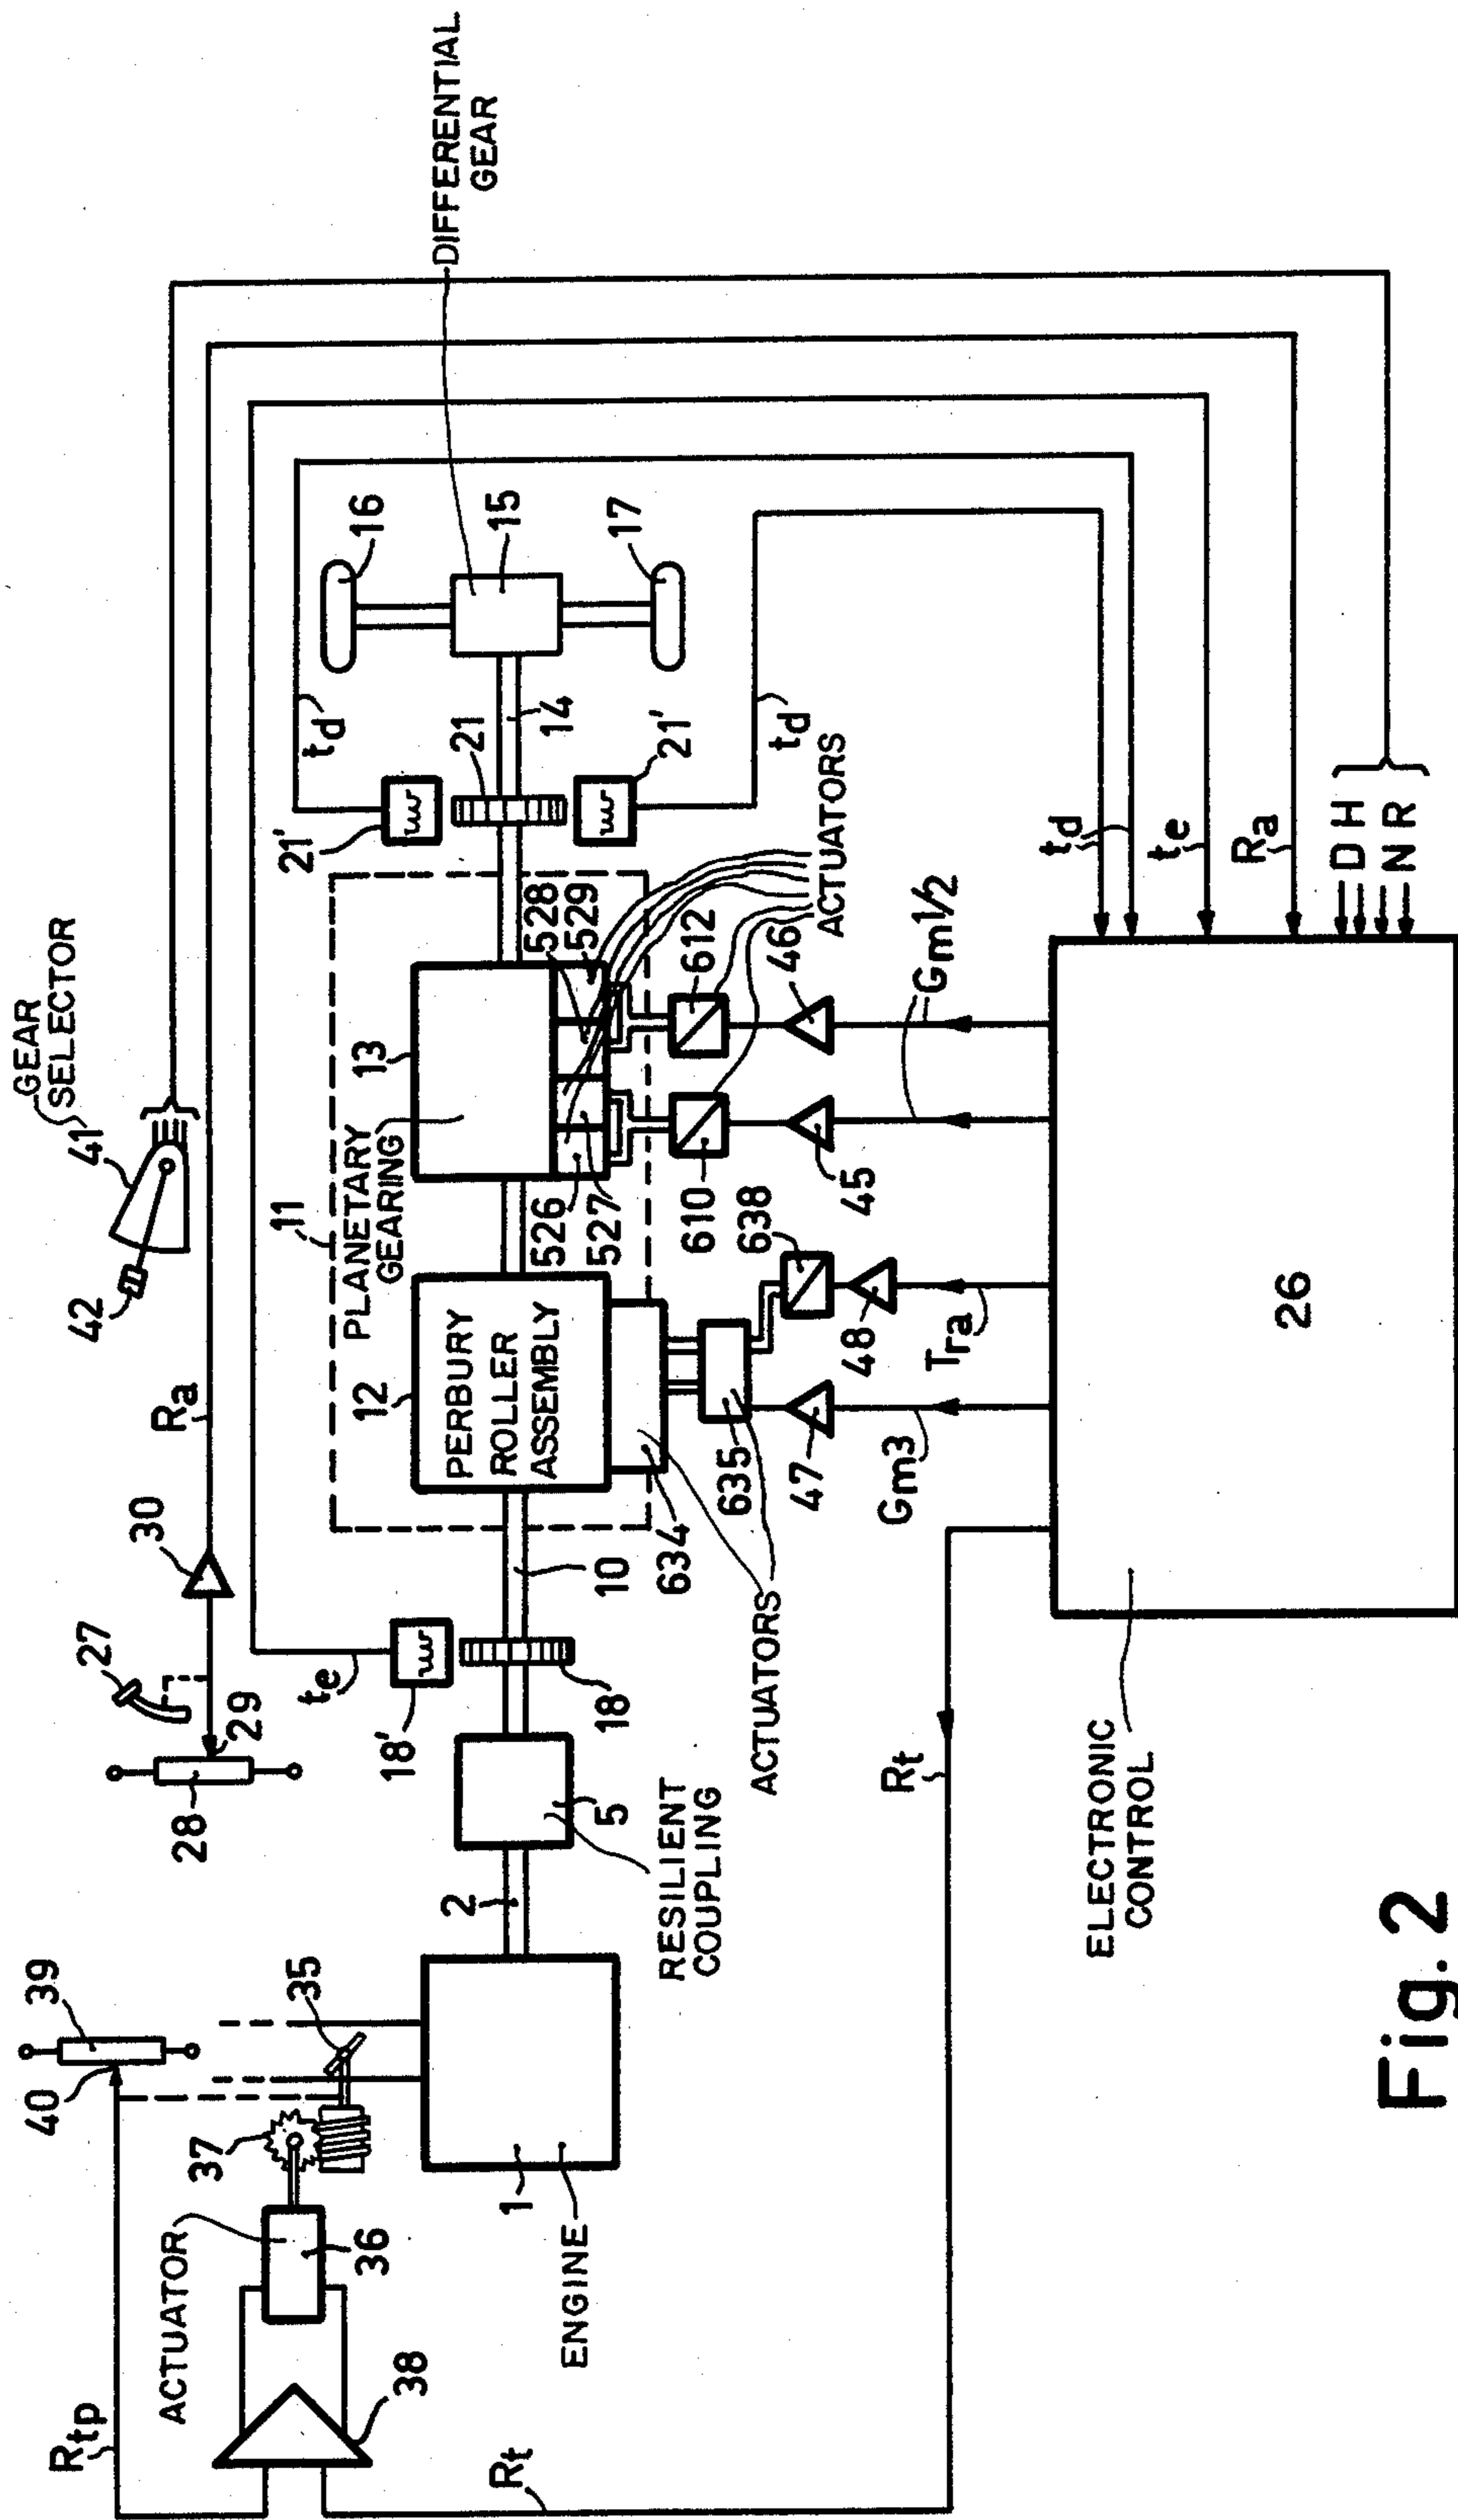 GEAR
SELECTOR
41
42
Ra
30
27
29
28
39
40
35
37
Rtp
ACTUATOR
36
38
1
ENGINE
2
RESILIENT
COUPLING
5
te
18'
18
10
11
PLANETARY
GEARING
12
PERBURY
ROLLER
ASSEMBLY
13
526
527
528
529
634
635
ACTUATORS
610
612
638
45
46
47
48
Gm3
Tra
Gm1/2
ACTUATORS
21'
21
21'
td
td
14
15
16
17
DIFFERENTIAL
GEAR
td
te
Ra
D H
N R
26
ELECTRONIC
CONTROL
Rt
Rt
Fig. 2